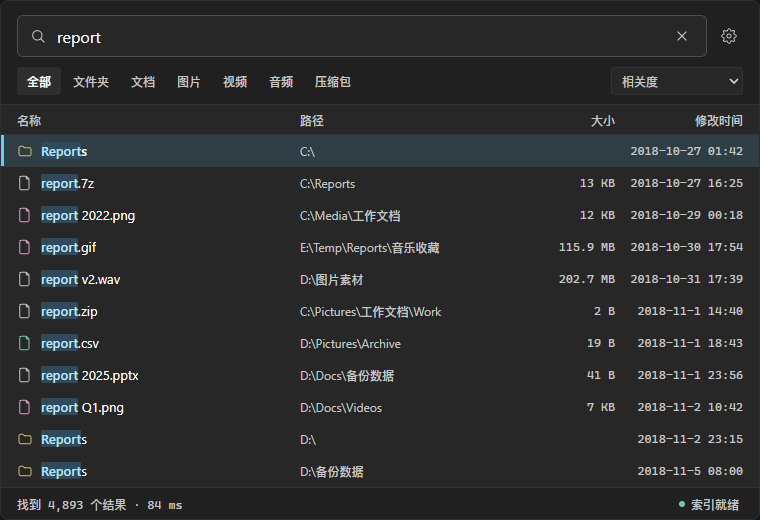 report
全部 文件夹 文档 图片 视频 音频 压缩包 相关度
名称 路径 大小 修改时间
Reports C:\ 2018-10-27 01:42
report.7z C:\Reports 13 KB 2018-10-27 16:25
report 2022.png C:\Media\工作文档 12 KB 2018-10-29 00:18
report.gif E:\Temp\Reports\音乐收藏 115.9 MB 2018-10-30 17:54
report v2.wav D:\图片素材 202.7 MB 2018-10-31 17:39
report.zip C:\Pictures\工作文档\Work 2 B 2018-11-1 14:40
report.csv D:\Pictures\Archive 19 B 2018-11-1 18:43
report 2025.pptx D:\Docs\备份数据 41 B 2018-11-1 23:56
report Q1.png D:\Docs\Videos 7 KB 2018-11-2 10:42
Reports D:\ 2018-11-2 23:15
Reports D:\备份数据 2018-11-5 08:00
找到 4,893 个结果 · 84 ms 索引就绪